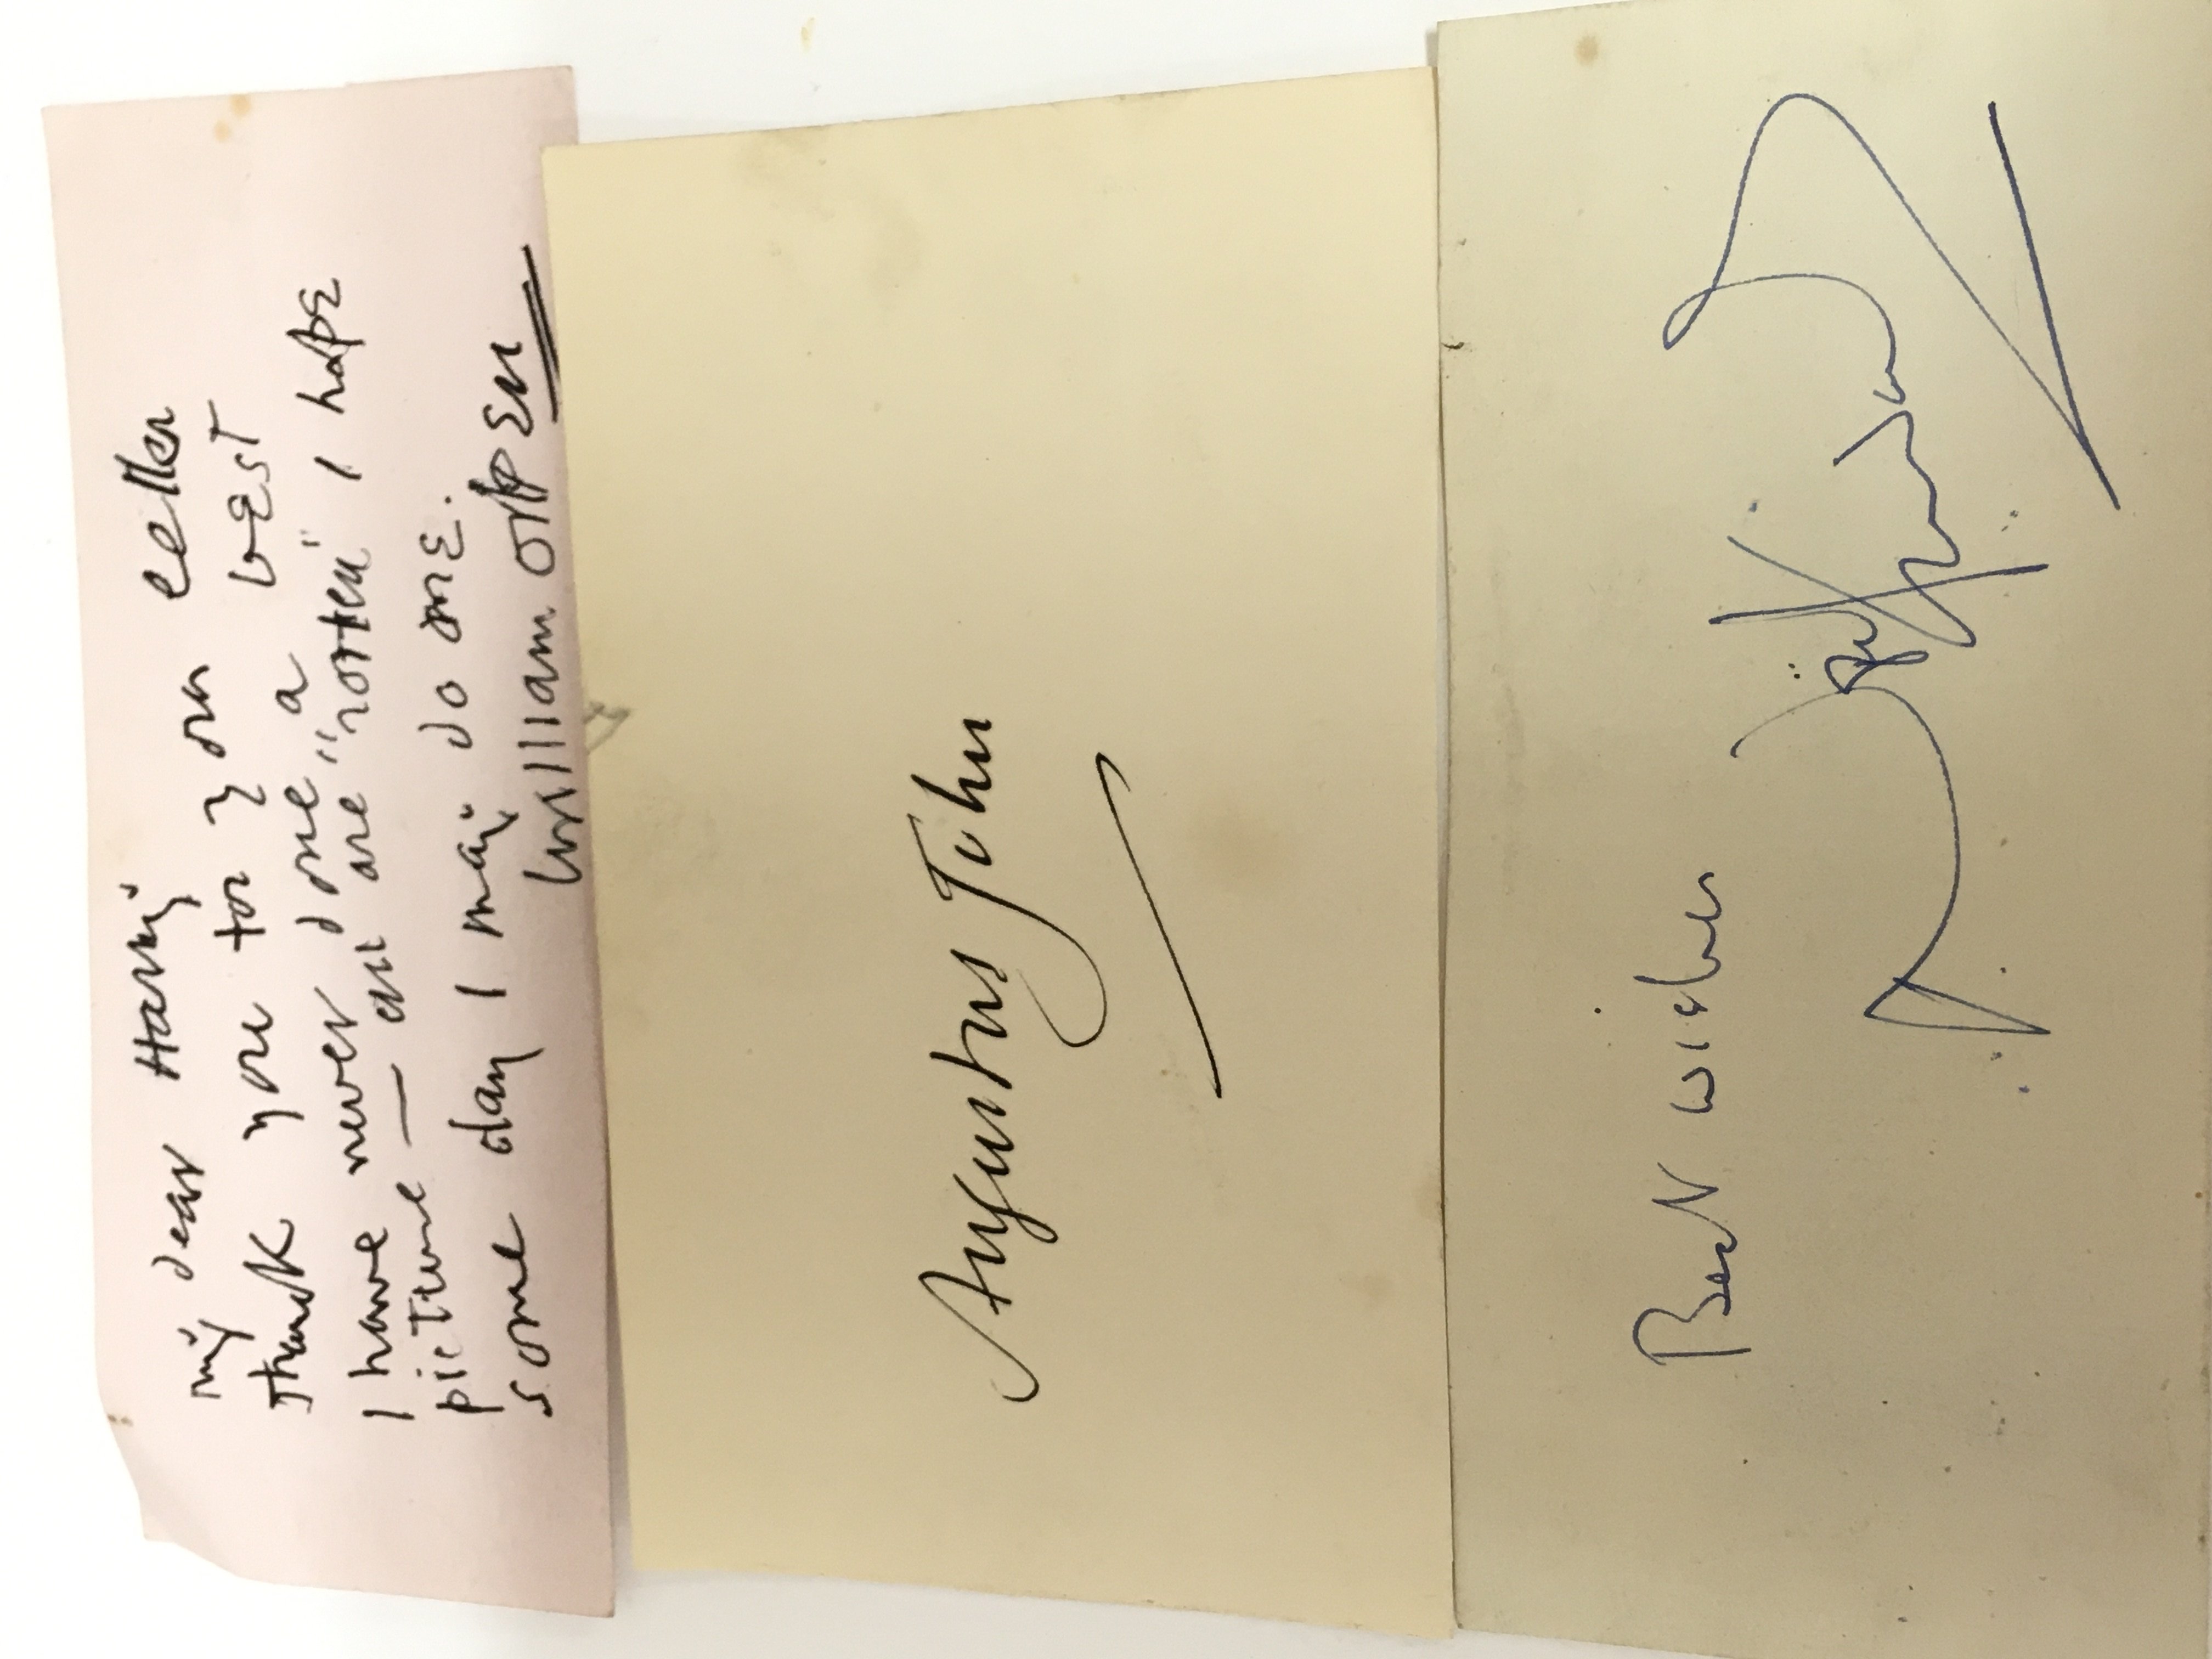 my dear Harry
thank you for yr letter
I have never done a best
picture — all are "rotten" I hope
some day I may do one.
William Orpen
Augustus John
Best wishes